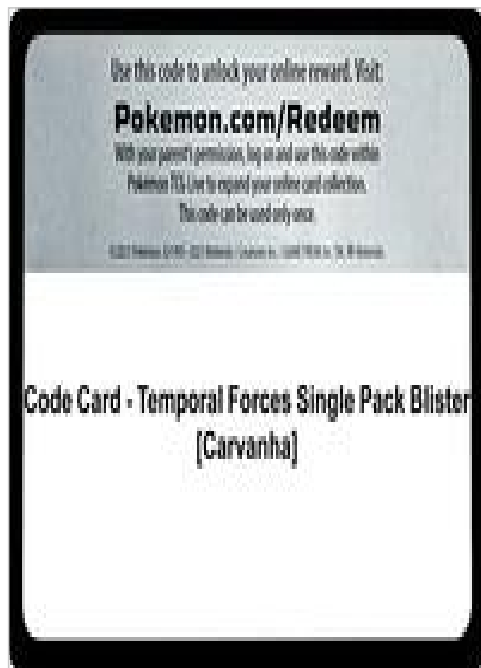 Use this code to unlock your online reward. Visit:
Pokemon.com/Redeem
With your parent's permission, log on and use this code within
Pokémon TCG Live to expand your online card collection.
This code can be used only once.
Code Card - Temporal Forces Single Pack Blister
[Carvanha]